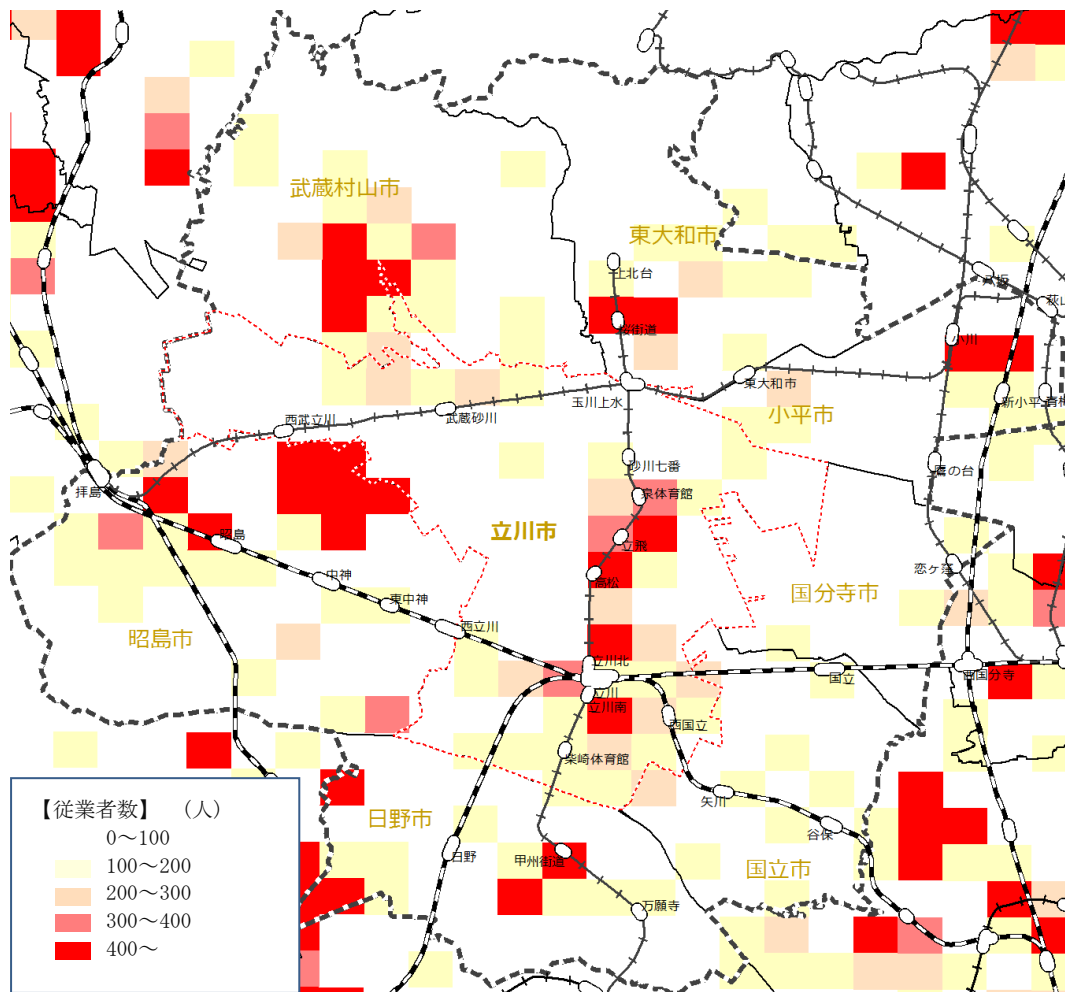 武蔵村山市
東大和市
上北台
八坂
萩山
桜街道
小川
東大和市
玉川上水
小平市
新小平
青梅
武蔵砂川
西武立川
砂川七番
鷹の台
拝島
泉体育館
立川市
昭島
立飛
恋ケ窪
中神
高松
国分寺市
東中神
昭島市
西立川
立川北
国立
西国分寺
立川
立川南
西国立
柴崎体育館
矢川
日野市
谷保
日野
甲州街道
国立市
万願寺
【従業者数】 (人)
0～100
100～200
200～300
300～400
400～